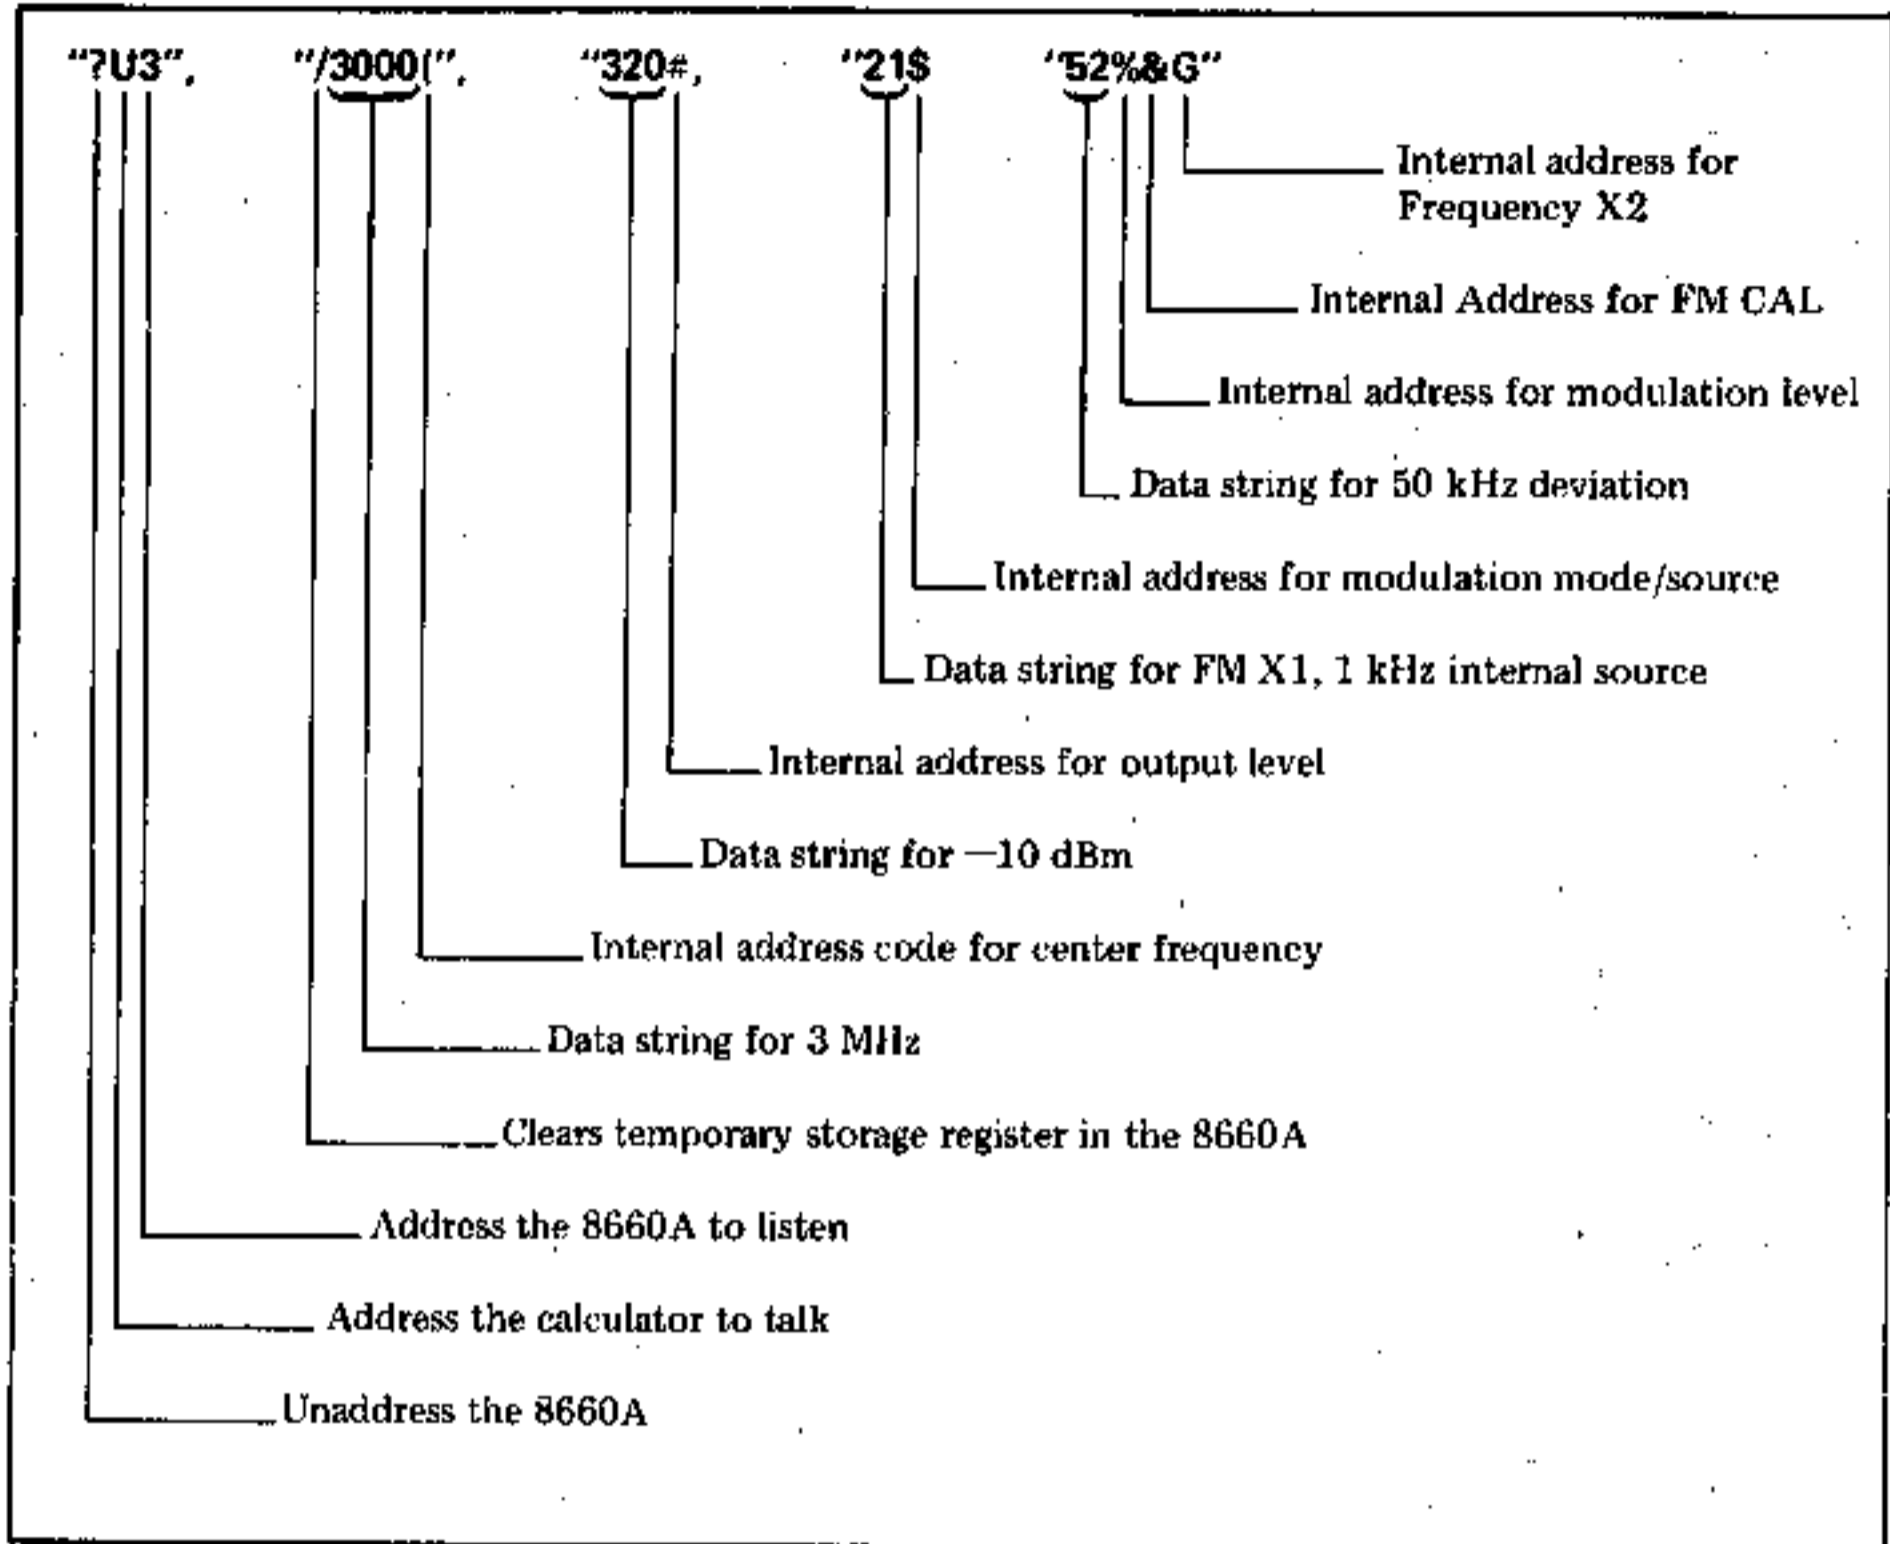 "?U3", "/3000(", "320#, "21$ "52%&G"
Internal address for
Frequency X2
Internal Address for FM CAL
Internal address for modulation level
Data string for 50 kHz deviation
Internal address for modulation mode/source
Data string for FM X1, 1 kHz internal source
Internal address for output level
Data string for —10 dBm
Internal address code for center frequency
Data string for 3 MHz
Clears temporary storage register in the 8660A
Address the 8660A to listen
Address the calculator to talk
Unaddress the 8660A